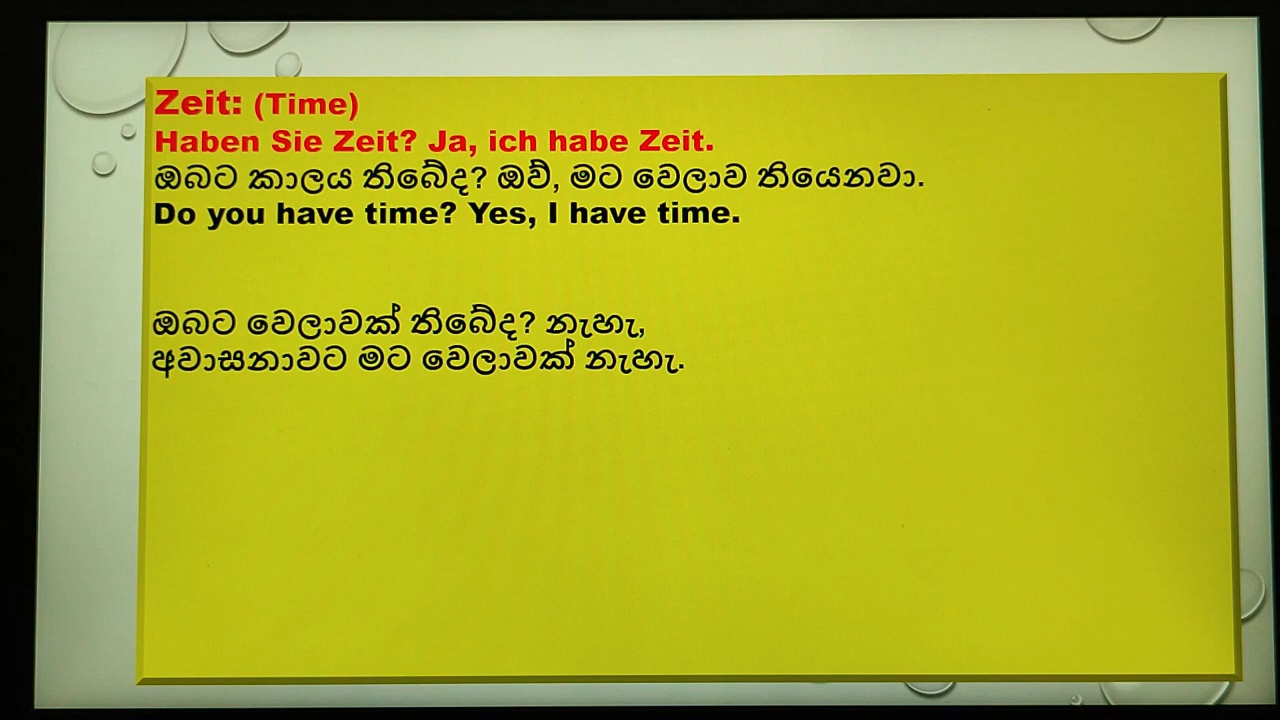 Zeit: (Time)
Haben Sie Zeit? Ja, ich habe Zeit.
ඔබට කාලය තිබේද? ඔව්, මට වෙලාව තියෙනවා.
Do you have time? Yes, I have time.
ඔබට වෙලාවක් තිබේද? නැහැ,
අවාසනාවට මට වෙලාවක් නැහැ.